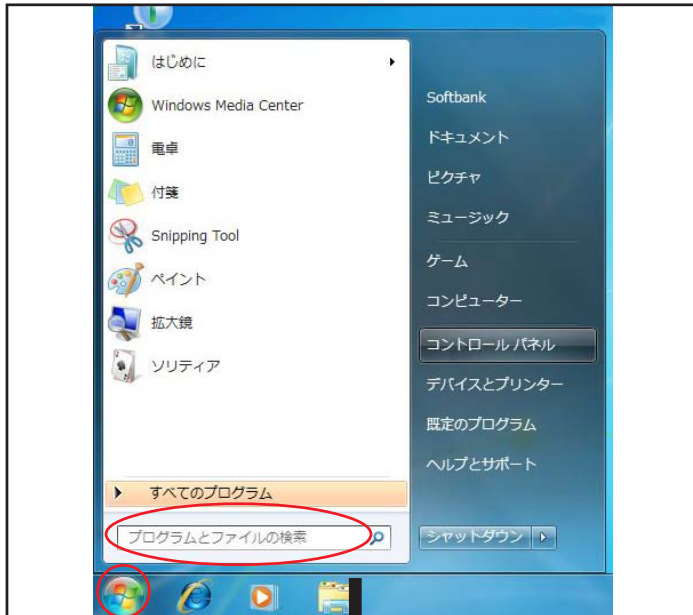 はじめに
Windows Media Center
電卓
付箋
Snipping Tool
ペイント
拡大鏡
ソリティア
すべてのプログラム
プログラムとファイルの検索
Softbank
ドキュメント
ピクチャ
ミュージック
ゲーム
コンピューター
コントロール パネル
デバイスとプリンター
既定のプログラム
ヘルプとサポート
シャットダウン